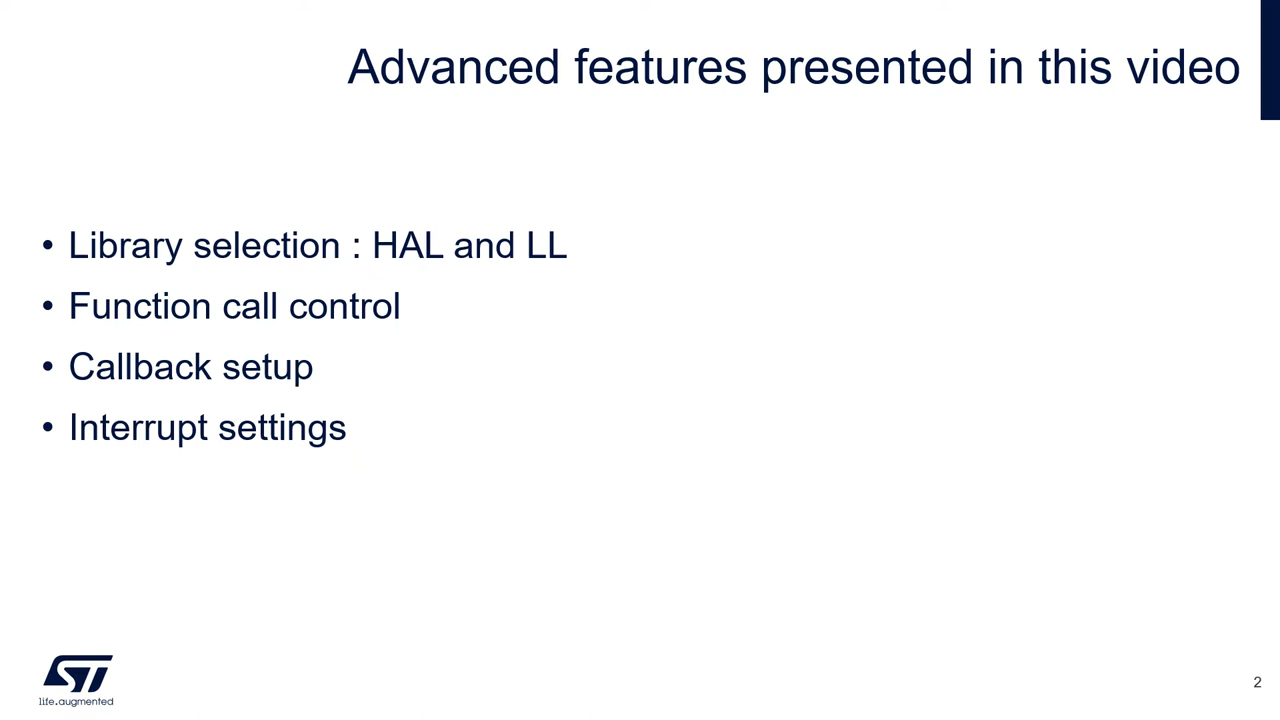 Advanced features presented in this video
• Library selection : HAL and LL
• Function call control
• Callback setup
• Interrupt settings
ST
life.augmented
2